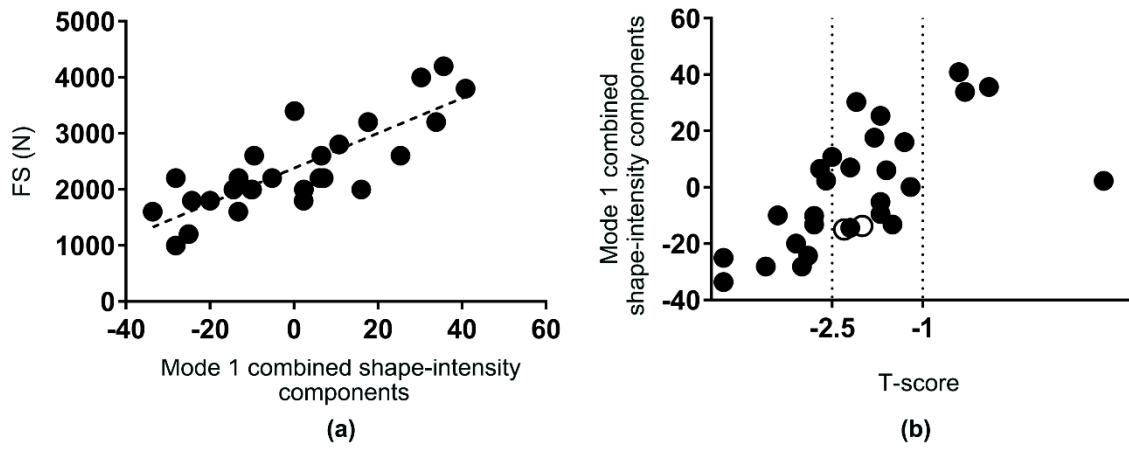 5000
4000
3000
2000
1000
0
FS (N)
-40 -20 0 20 40 60
Mode 1 combined shape-intensity
components
(a)
60
40
20
0
-20
-40
Mode 1 combined
shape-intensity components
-2.5 -1
T-score
(b)